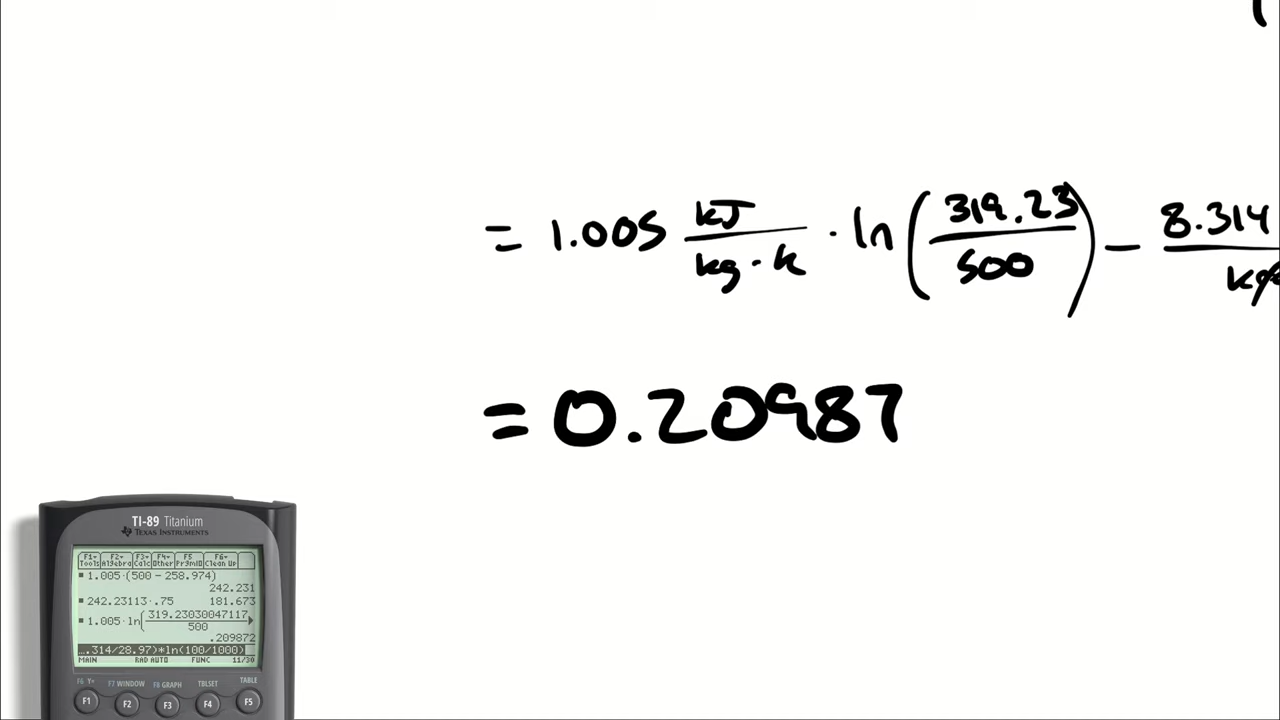 = 1.005 kJ/kg·k · ln(319.23/500) − 8.314/
= 0.20987
TI-89 Titanium
TEXAS INSTRUMENTS
F1▾ F2▾ F3▾ F4▾ F5 F6▾
Tools Algebra Calc Other PrgmIO Clean Up
▪ 1.005·(500 − 258.974)
242.231
▪ 242.23113·.75 181.673
▪ 1.005·ln(319.23030047117/500 ▸
.209872
….314/28.97)*ln(100/1000)
MAIN RAD AUTO FUNC 11/30
F6 Y= F7 WINDOW F8 GRAPH TBLSET TABLE
F1 F2 F3 F4 F5